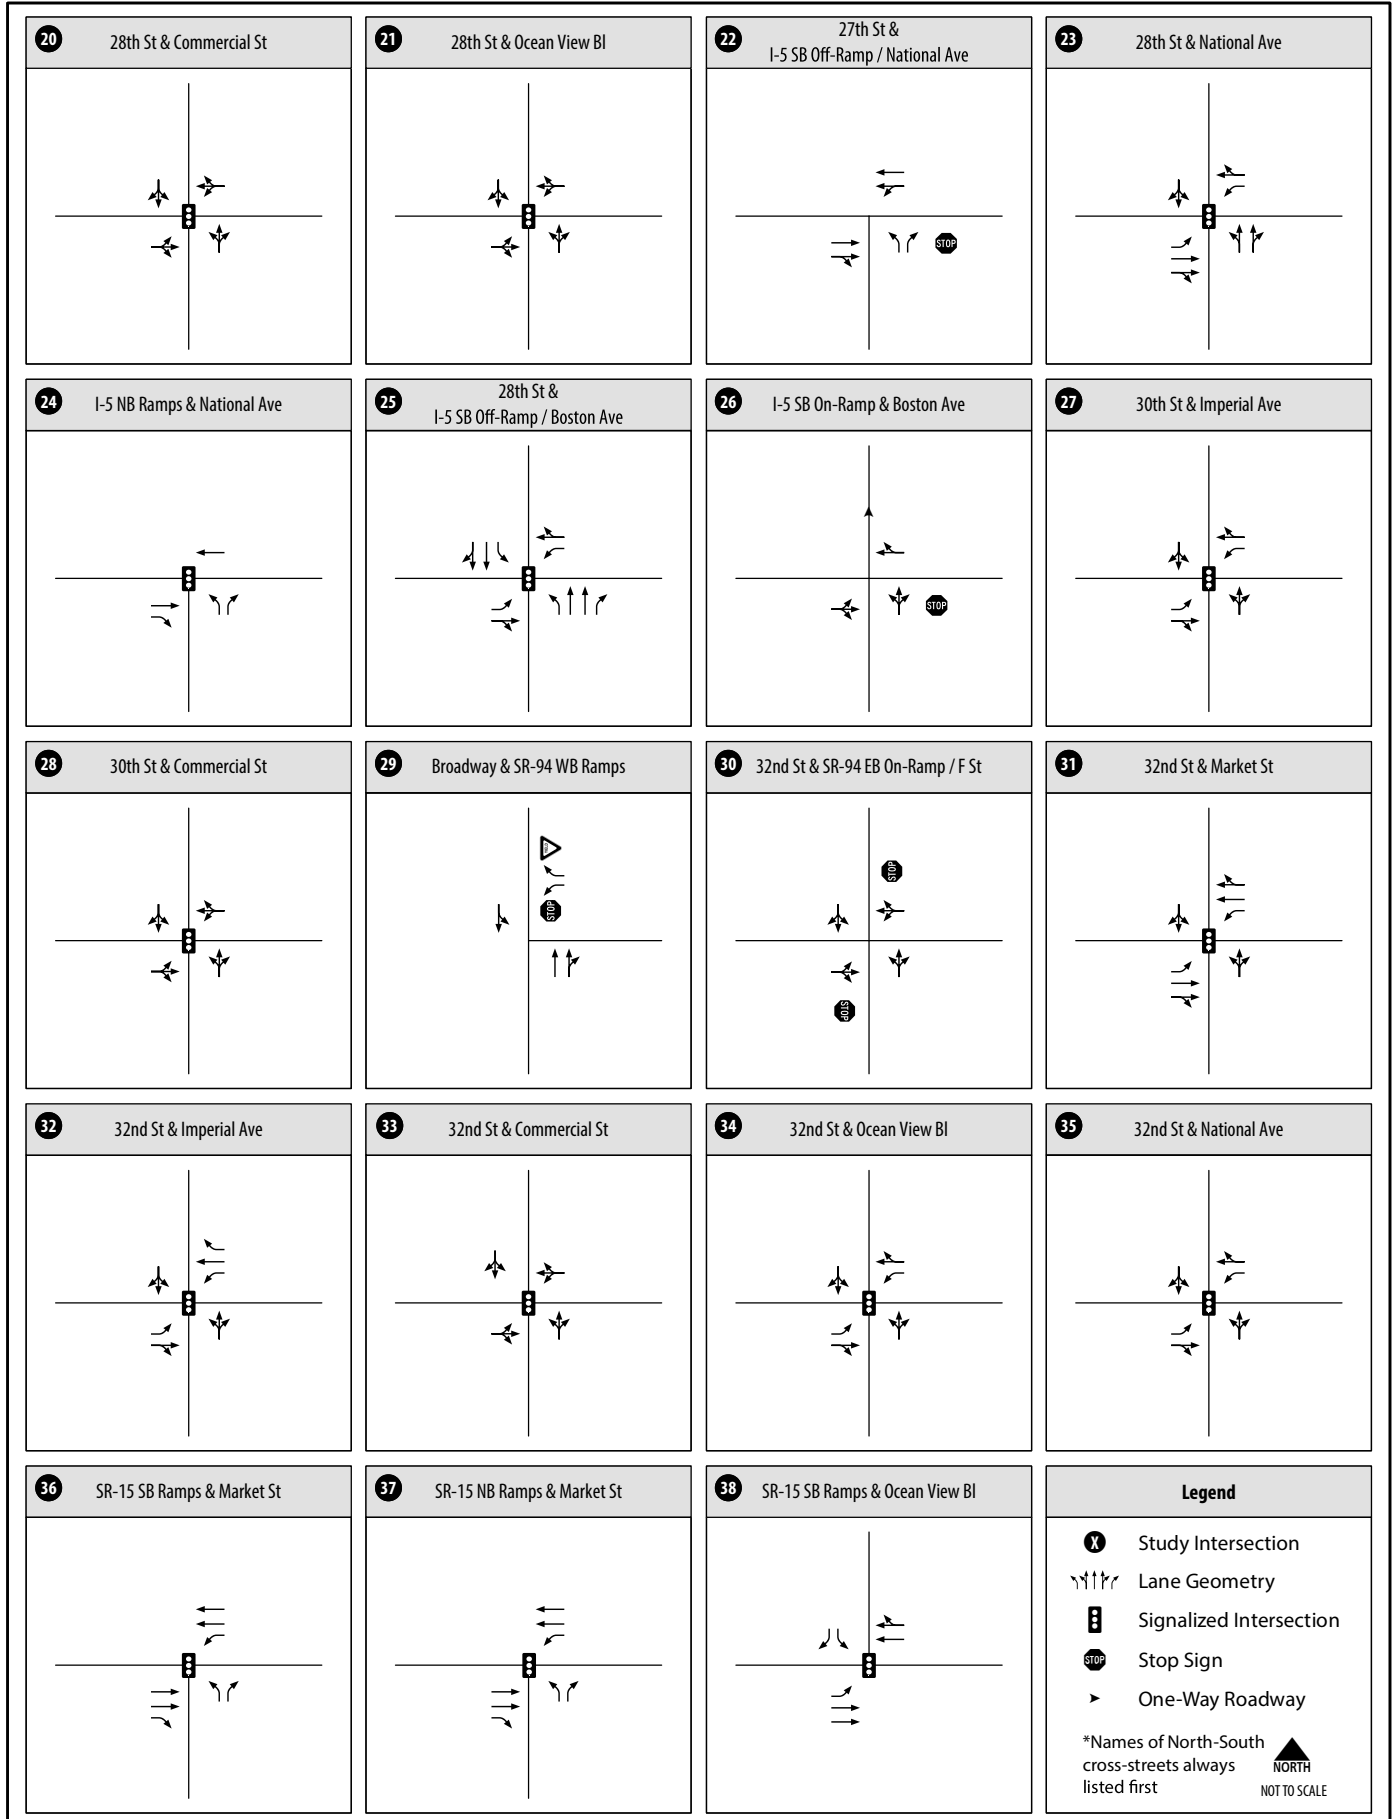 20 28th St & Commercial St
21 28th St & Ocean View Bl
22 27th St &
I-5 SB Off-Ramp / National Ave
STOP
23 28th St & National Ave
24 I-5 NB Ramps & National Ave
25 28th St &
I-5 SB Off-Ramp / Boston Ave
26 I-5 SB On-Ramp & Boston Ave
STOP
27 30th St & Imperial Ave
28 30th St & Commercial St
29 Broadway & SR-94 WB Ramps
STOP
30 32nd St & SR-94 EB On-Ramp / F St
STOP
STOP
31 32nd St & Market St
32 32nd St & Imperial Ave
33 32nd St & Commercial St
34 32nd St & Ocean View Bl
35 32nd St & National Ave
36 SR-15 SB Ramps & Market St
37 SR-15 NB Ramps & Market St
38 SR-15 SB Ramps & Ocean View Bl
Legend
X Study Intersection
Lane Geometry
Signalized Intersection
STOP Stop Sign
One-Way Roadway
*Names of North-South
cross-streets always
listed first
NORTH
NOT TO SCALE